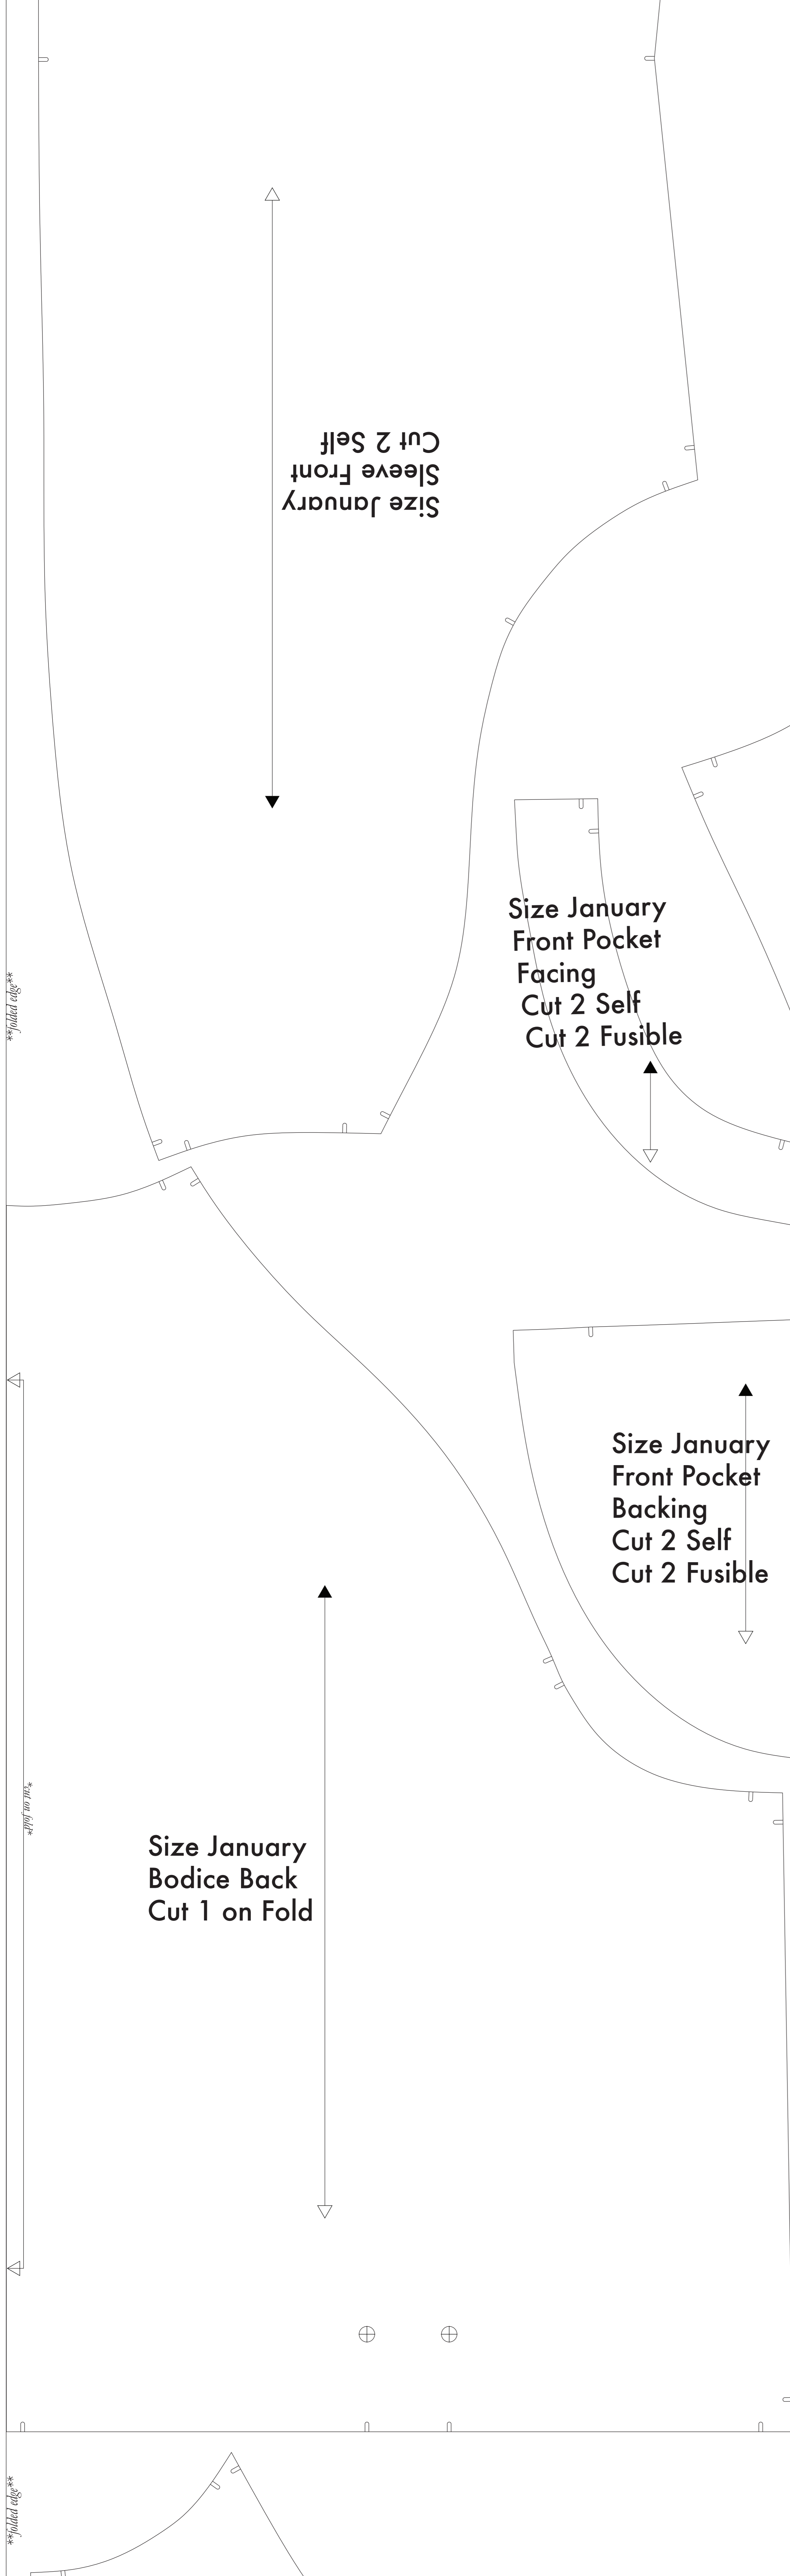 Size January
Sleeve Front
Cut 2 Self
Size January
Front Pocket
Facing
Cut 2 Self
Cut 2 Fusible
**folded edge**
Size January
Front Pocket
Backing
Cut 2 Self
Cut 2 Fusible
*cut on fold*
Size January
Bodice Back
Cut 1 on Fold
**folded edge**